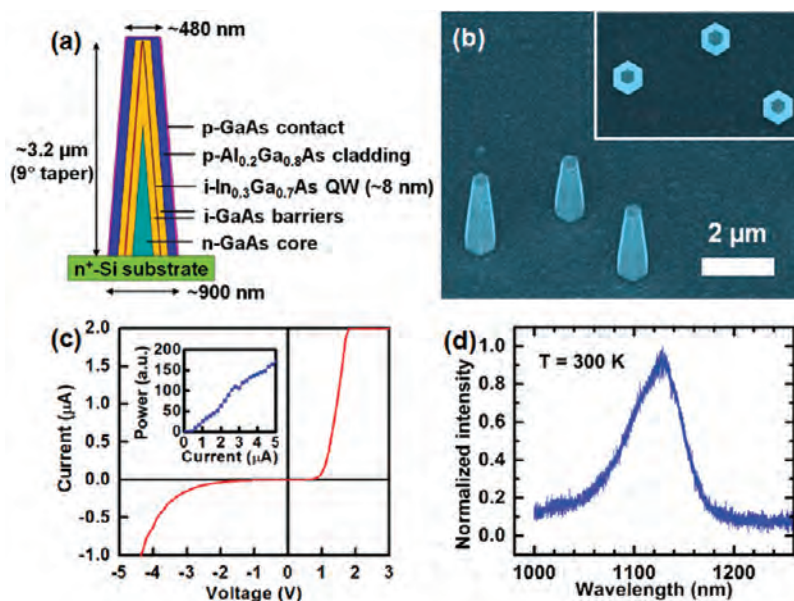 (a)
~480 nm
~3.2 µm
(9° taper)
p-GaAs contact
p-Al0.2Ga0.8As cladding
i-In0.3Ga0.7As QW (~8 nm)
i-GaAs barriers
n-GaAs core
n+-Si substrate
~900 nm
(b)
2 µm
(c)
2.0
1.5
1.0
0.5
0.0
-0.5
-1.0
Current (µA)
-5 -4 -3 -2 -1 0 1 2 3
Voltage (V)
200
150
100
50
0
Power (a.u.)
0 1 2 3 4 5
Current (µA)
(d)
T = 300 K
1.0
0.8
0.6
0.4
0.2
0.0
Normalized intensity
1000 1100 1200
Wavelength (nm)